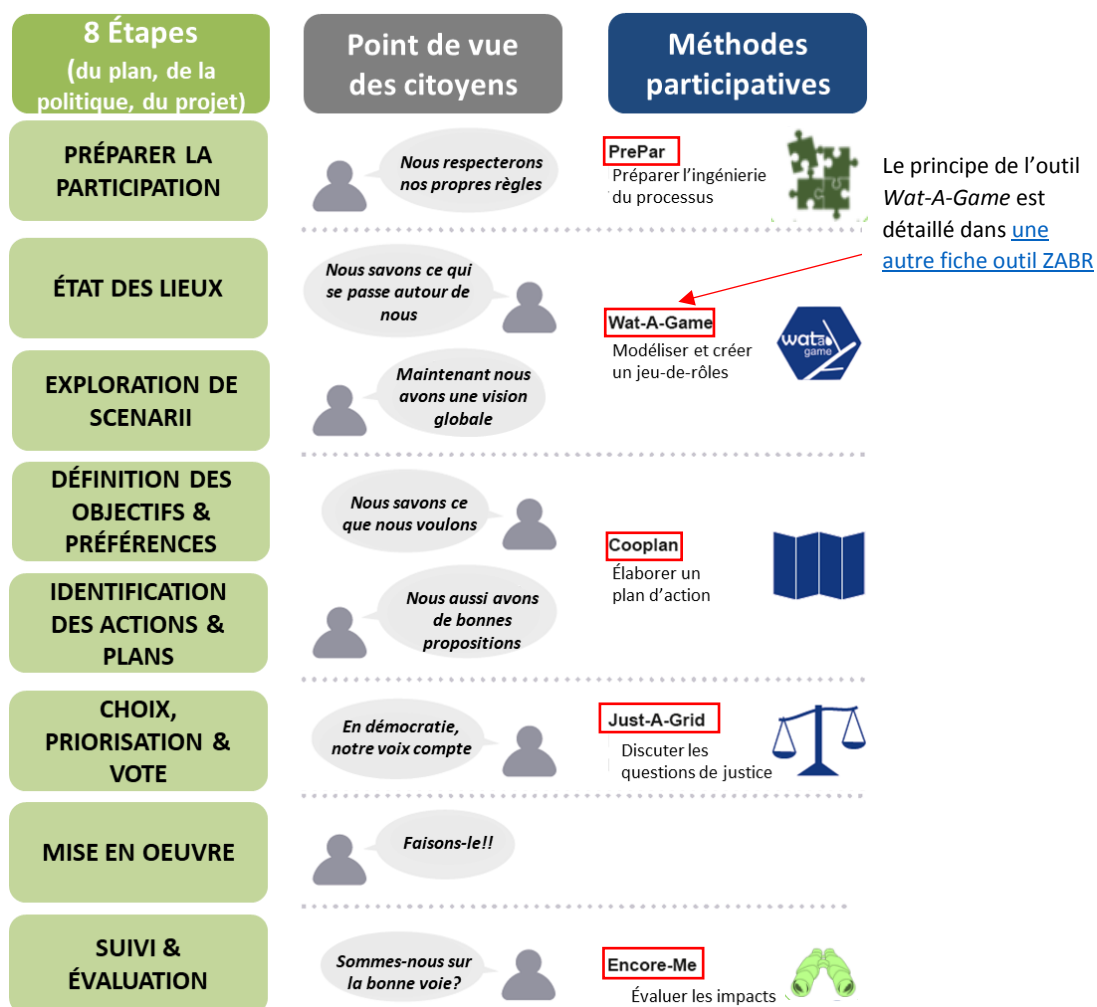 8 Étapes
(du plan, de la
politique, du projet)
Point de vue
des citoyens
Méthodes
participatives
PRÉPARER LA
PARTICIPATION
Nous respecterons
nos propres règles
PrePar
Préparer l'ingénierie
du processus
Le principe de l'outil
Wat-A-Game est
détaillé dans une
autre fiche outil ZABR
ÉTAT DES LIEUX
Nous savons ce qui
se passe autour de
nous
Wat-A-Game
Modéliser et créer
un jeu-de-rôles
wata
game
EXPLORATION DE
SCENARII
Maintenant nous
avons une vision
globale
DÉFINITION DES
OBJECTIFS &
PRÉFÉRENCES
Nous savons ce
que nous voulons
Cooplan
Élaborer un
plan d'action
IDENTIFICATION
DES ACTIONS &
PLANS
Nous aussi avons
de bonnes
propositions
CHOIX,
PRIORISATION &
VOTE
En démocratie,
notre voix compte
Just-A-Grid
Discuter les
questions de justice
MISE EN OEUVRE
Faisons-le!!
SUIVI &
ÉVALUATION
Sommes-nous sur
la bonne voie?
Encore-Me
Évaluer les impacts